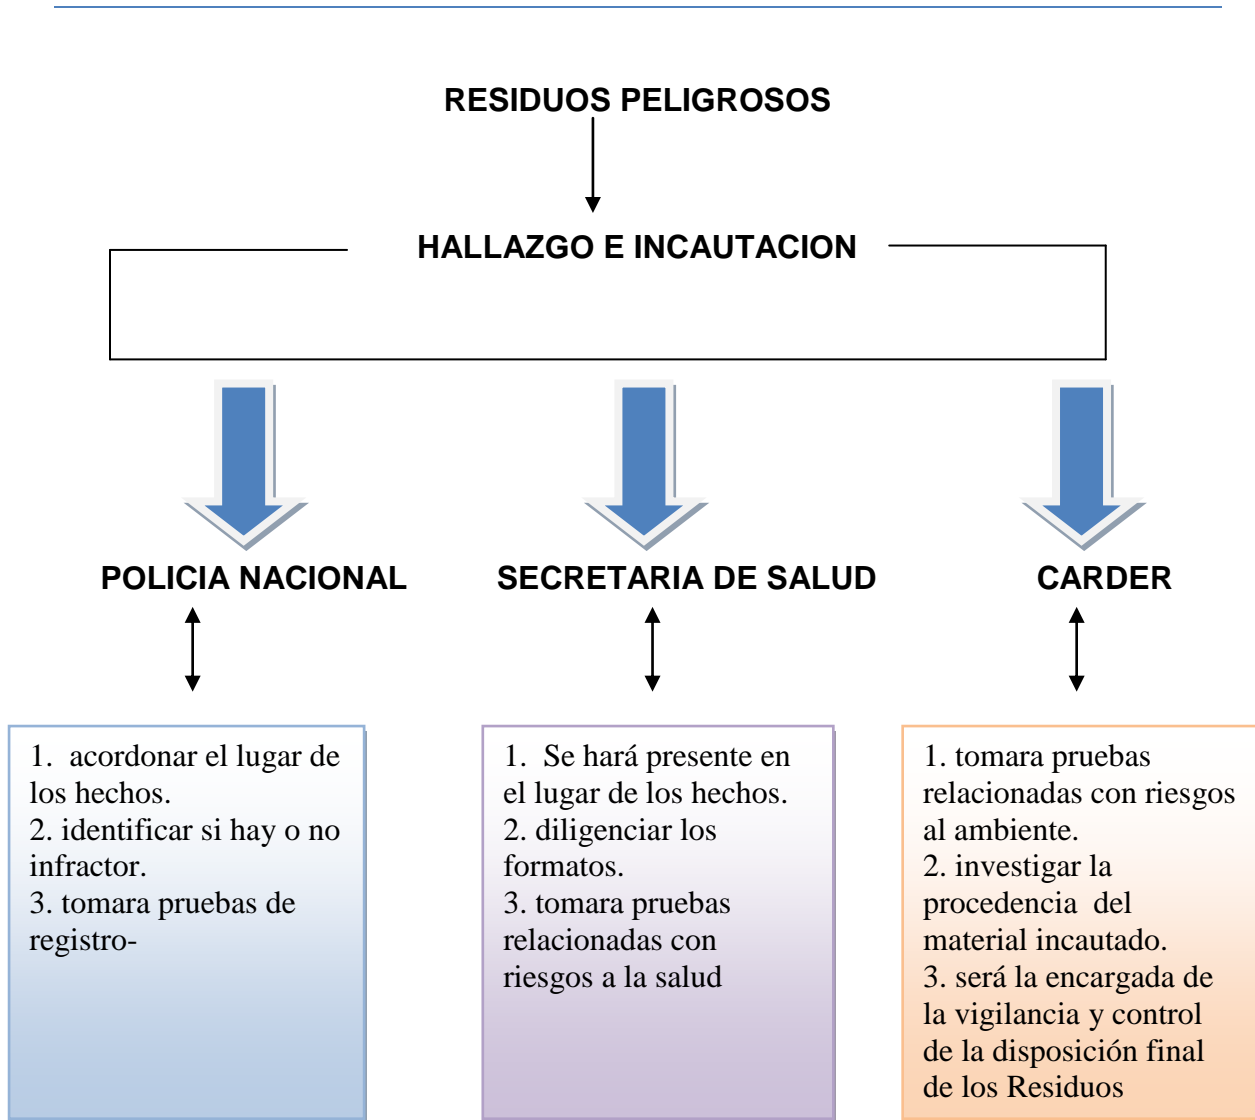 RESIDUOS PELIGROSOS
HALLAZGO E INCAUTACION
POLICIA NACIONAL
1. acordonar el lugar de
los hechos.
2. identificar si hay o no
infractor.
3. tomara pruebas de
registro-
SECRETARIA DE SALUD
1. Se hará presente en
el lugar de los hechos.
2. diligenciar los
formatos.
3. tomara pruebas
relacionadas con
riesgos a la salud
CARDER
1. tomara pruebas
relacionadas con riesgos
al ambiente.
2. investigar la
procedencia del
material incautado.
3. será la encargada de
la vigilancia y control
de la disposición final
de los Residuos